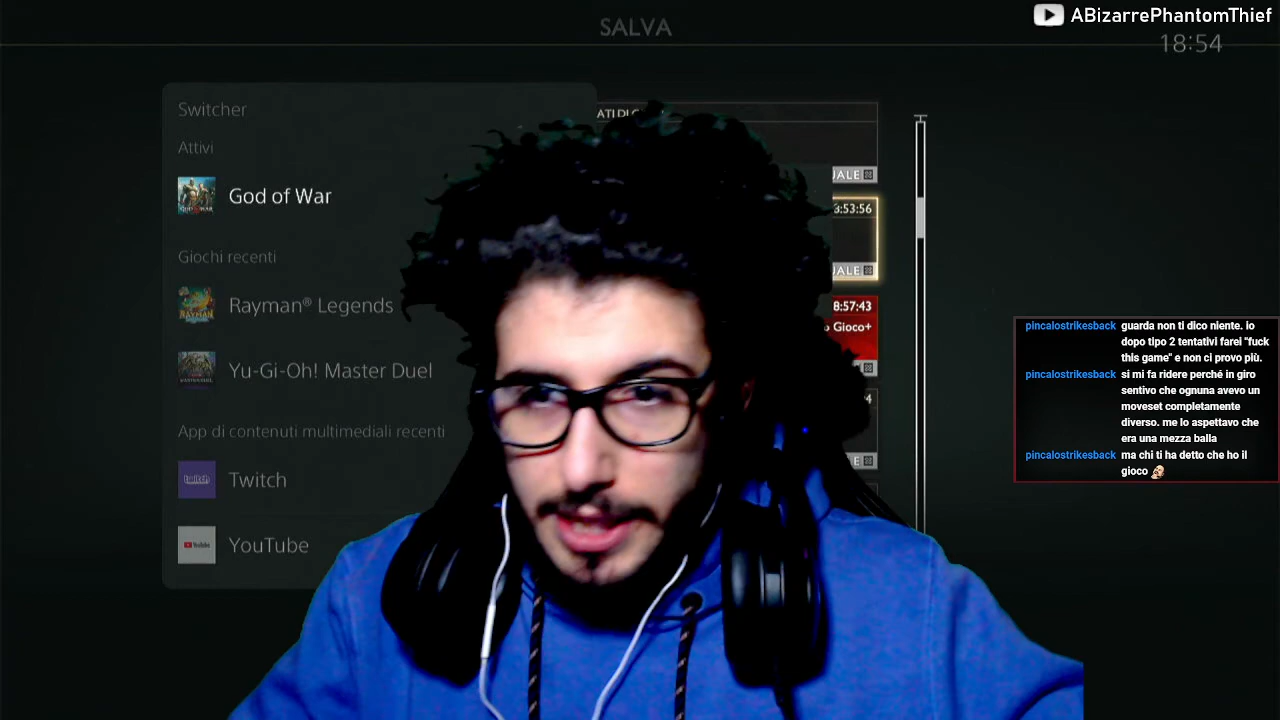 SALVA
ABizarrePhantomThief
18:54
Switcher
Attivi
God of War
Giochi recenti
Rayman® Legends
Yu-Gi-Oh! Master Duel
App di contenuti multimediali recenti
Twitch
YouTube
3:53:56
8:57:43
Gioco+
pincalostrikesback guarda non ti dico niente. io
dopo tipo 2 tentativi farei "fuck
this game" e non ci provo più.
pincalostrikesback si mi fa ridere perché in giro
sentivo che ognuna avevo un
moveset completamente
diverso. me lo aspettavo che
era una mezza balla
pincalostrikesback ma chi ti ha detto che ho il
gioco